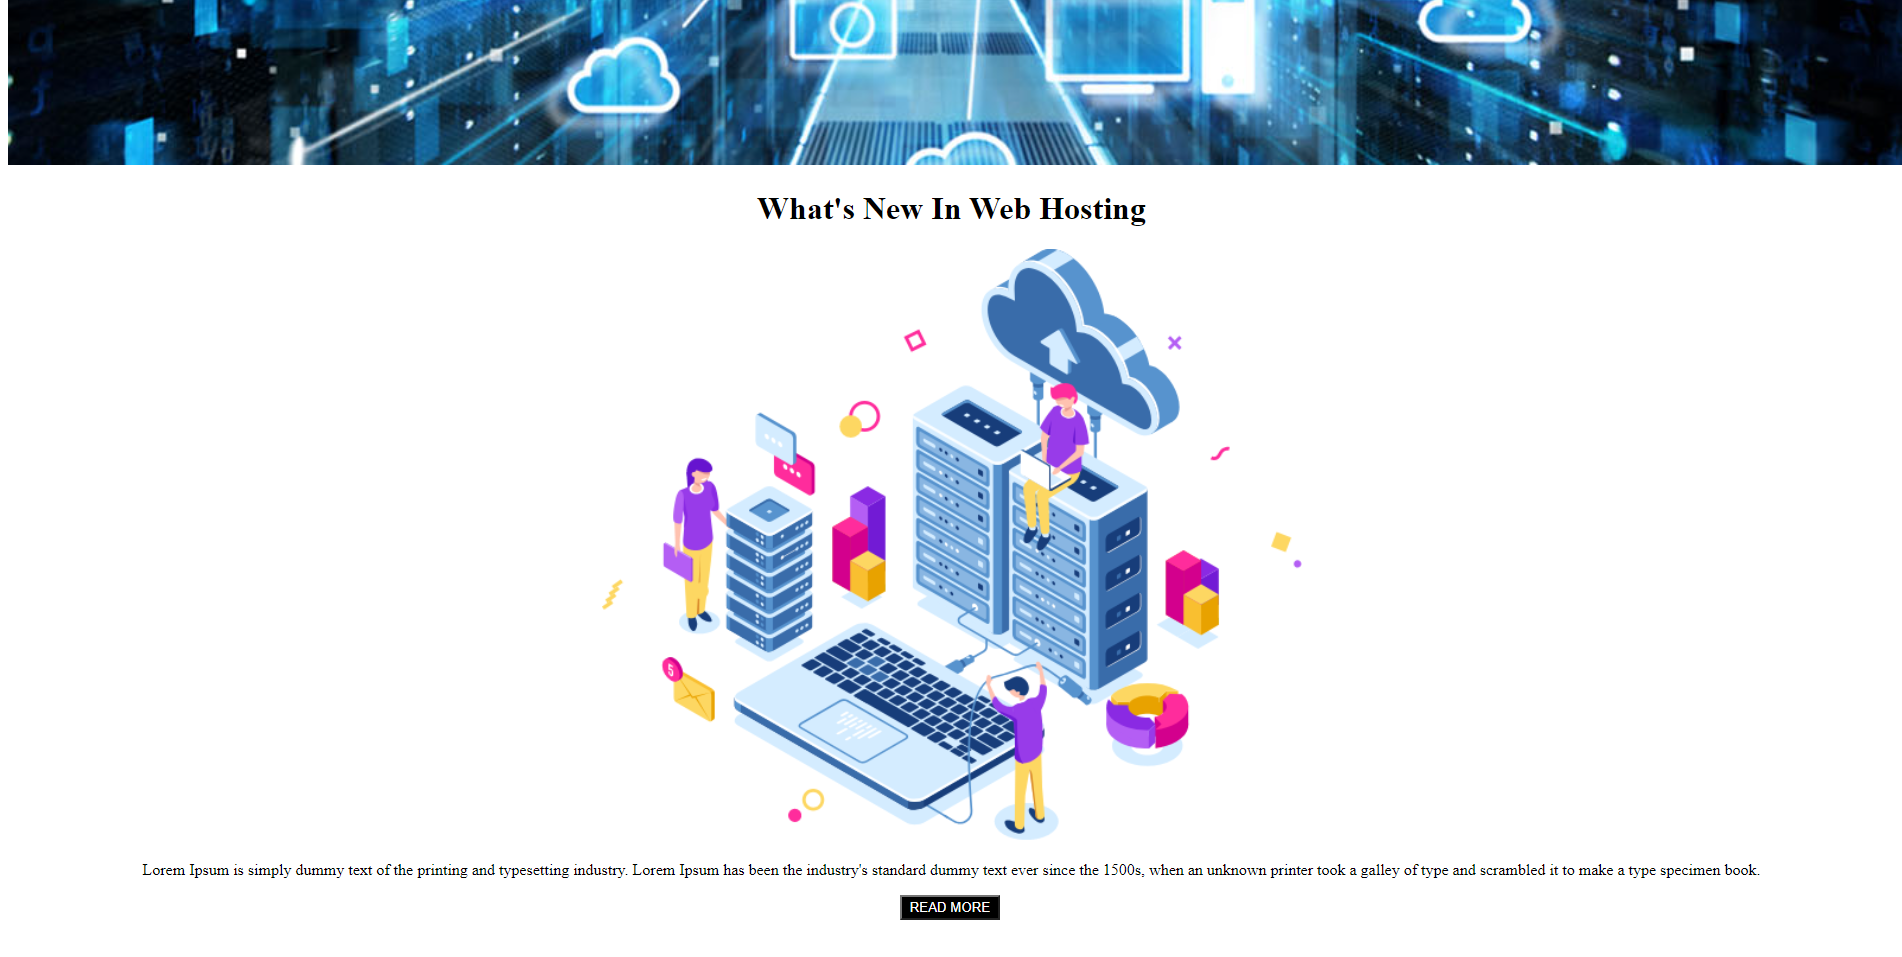 What's New In Web Hosting
5
Lorem Ipsum is simply dummy text of the printing and typesetting industry. Lorem Ipsum has been the industry's standard dummy text ever since the 1500s, when an unknown printer took a galley of type and scrambled it to make a type specimen book.
READ MORE